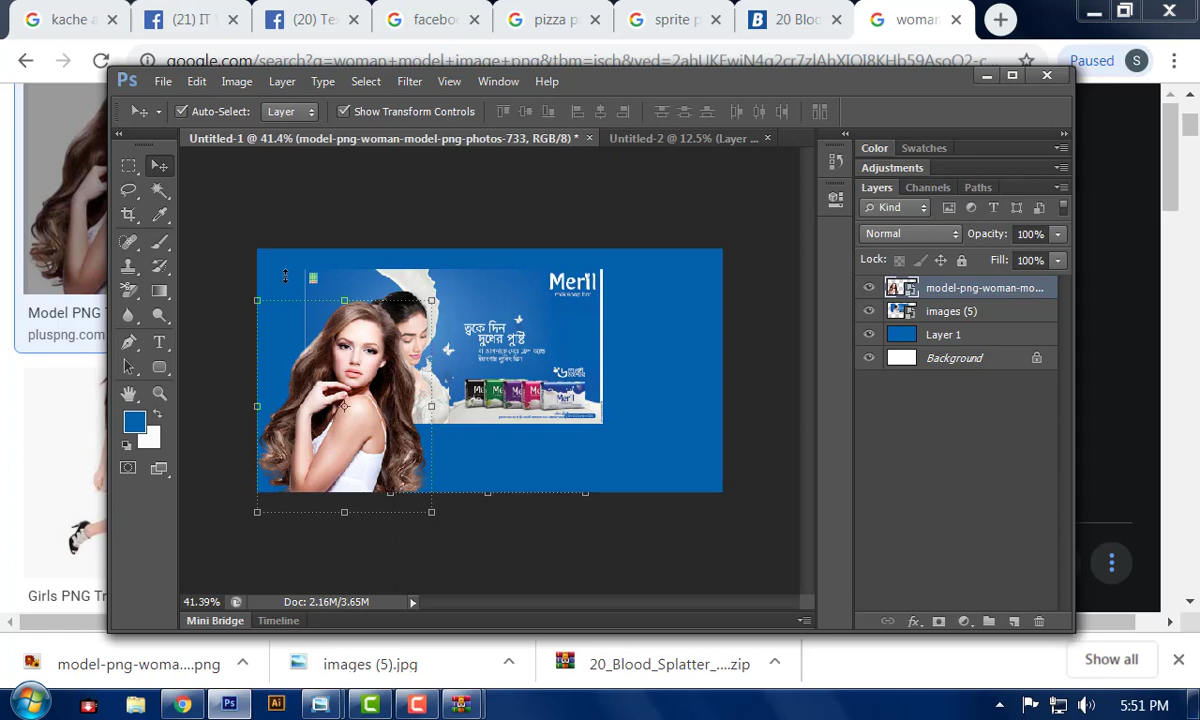 kache a
(21) IT
(20) Te
facebo
pizza p
sprite p
20 Bloo
woman
google.com/search?q=woman+model+image+png&tbm=isch&ved=2ahUKEwjN4q2cr7zlAhXIQI8KHb59AsoQ2-c
Paused
S
Ps File Edit Image Layer Type Select Filter View Window Help
Auto-Select: Layer Show Transform Controls
Untitled-1 @ 41.4% (model-png-woman-model-png-photos-733, RGB/8) *
Untitled-2 @ 12.5% (Layer ...
Color Swatches
Adjustments
Layers Channels Paths
Kind
Normal Opacity: 100%
Lock: Fill: 100%
model-png-woman-mo...
images (5)
Layer 1
Background
Meril
ত্বকে দিন
দুধের পুষ্টি
Model PNG
pluspng.com
Girls PNG Tr
41.39% Doc: 2.16M/3.65M
Mini Bridge Timeline
model-png-woma....png
images (5).jpg
20_Blood_Splatter_....zip
Show all
Ai
5:51 PM